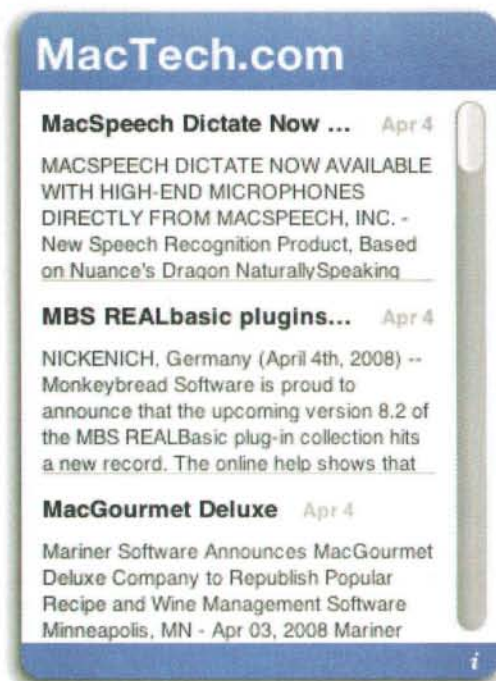 MacTech.com
MacSpeech Dictate Now ... Apr 4
MACSPEECH DICTATE NOW AVAILABLE
WITH HIGH-END MICROPHONES
DIRECTLY FROM MACSPEECH, INC. -
New Speech Recognition Product, Based
on Nuance's Dragon NaturallySpeaking
MBS REALbasic plugins... Apr 4
NICKENICH, Germany (April 4th, 2008) --
Monkeybread Software is proud to
announce that the upcoming version 8.2 of
the MBS REALBasic plug-in collection hits
a new record. The online help shows that
MacGourmet Deluxe Apr 4
Mariner Software Announces MacGourmet
Deluxe Company to Republish Popular
Recipe and Wine Management Software
Minneapolis, MN - Apr 03, 2008 Mariner
i